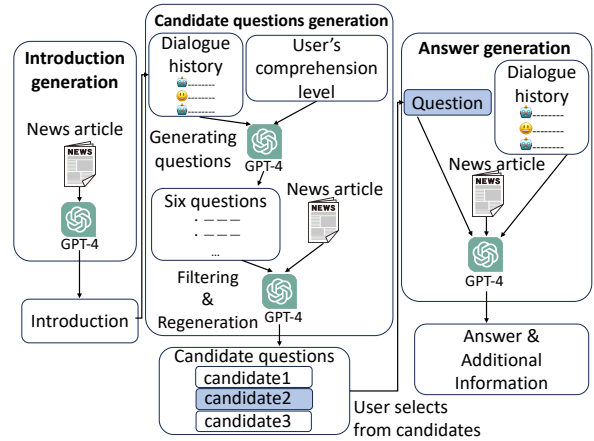 Introduction
generation
News article
NEWS
GPT-4
Introduction
Candidate questions generation
Dialogue
history
User's
comprehension
level
Generating
questions
GPT-4
Six questions
News article
NEWS
...
Filtering
&
Regeneration
GPT-4
Candidate questions
candidate1
candidate2
candidate3
User selects
from candidates
Answer generation
Question
Dialogue
history
News article
NEWS
GPT-4
Answer &
Additional
Information